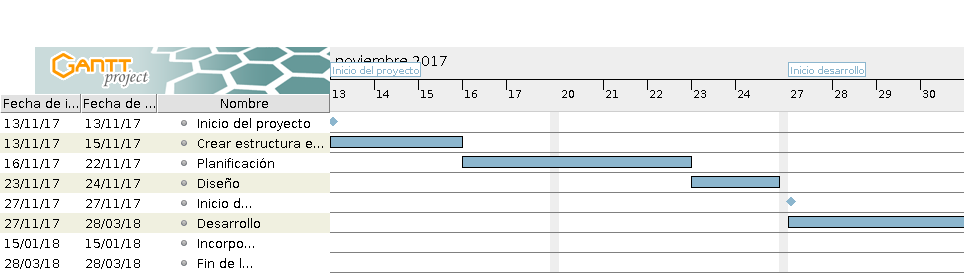 GANTT
project
noviembre 2017
Inicio del proyecto
Inicio desarrollo
13 14 15 16 17 20 21 22 23 24 27 28 29 30
Fecha de i... Fecha de ... Nombre
13/11/17 13/11/17 Inicio del proyecto
13/11/17 15/11/17 Crear estructura e...
16/11/17 22/11/17 Planificación
23/11/17 24/11/17 Diseño
27/11/17 27/11/17 Inicio d...
27/11/17 28/03/18 Desarrollo
15/01/18 15/01/18 Incorpo...
28/03/18 28/03/18 Fin de l...